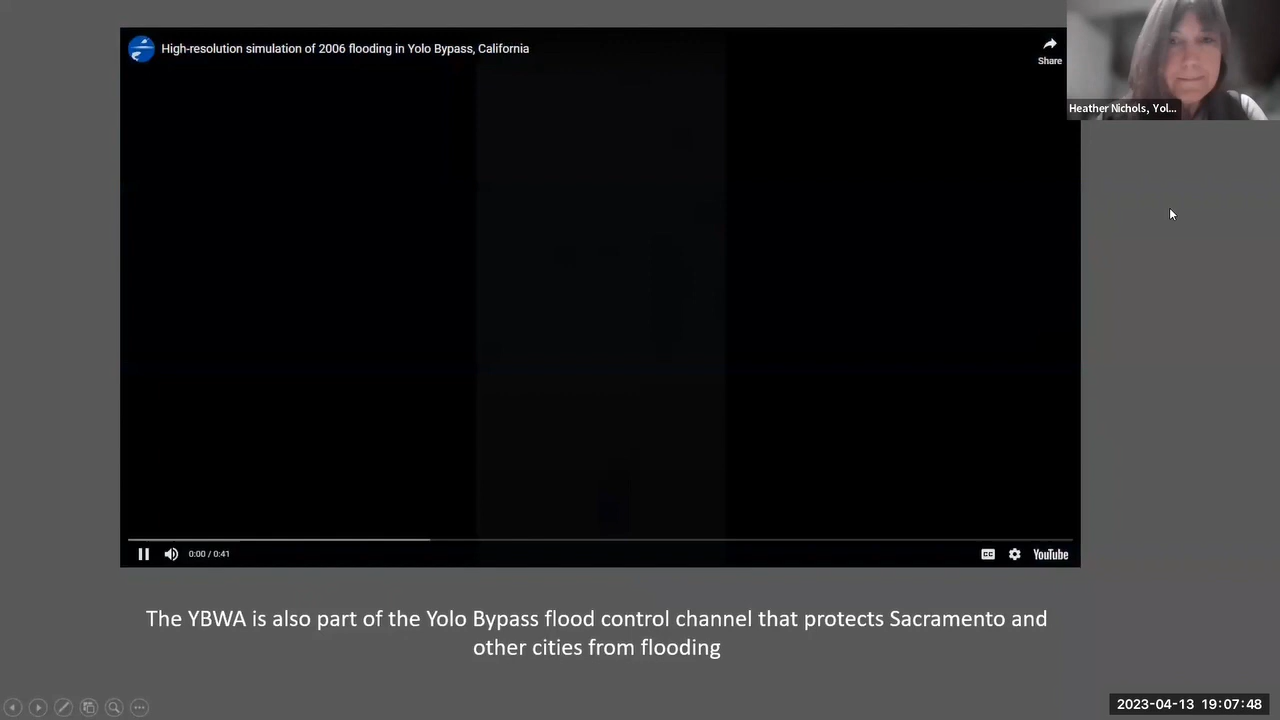 High-resolution simulation of 2006 flooding in Yolo Bypass, California
Share
Heather Nichols, Yol...
0:00 / 0:41
CC
YouTube
The YBWA is also part of the Yolo Bypass flood control channel that protects Sacramento and
other cities from flooding
2023-04-13 19:07:48